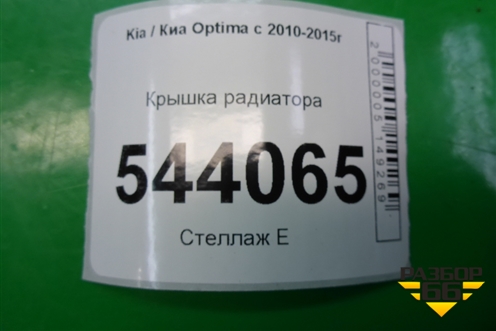 Kia / Киа Optima с 2010-2015г
Крышка радиатора
544065
Стеллаж Е
2000005149269
РАЗБОР
66